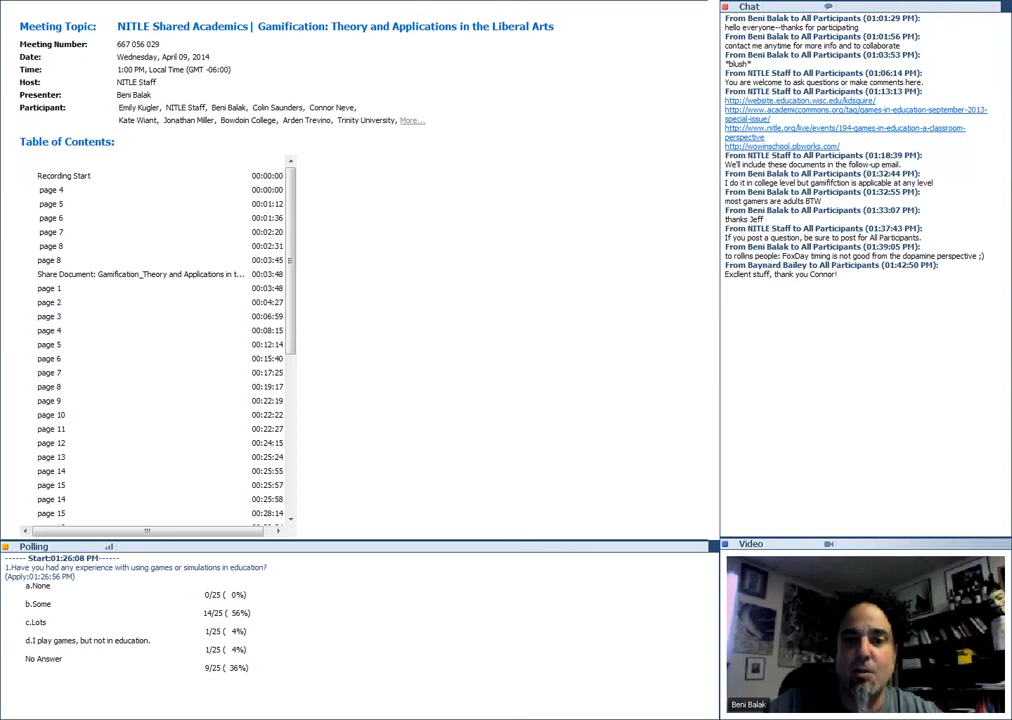 Meeting Topic: NITLE Shared Academics| Gamification: Theory and Applications in the Liberal Arts
Meeting Number: 667 056 029
Date: Wednesday, April 09, 2014
Time: 1:00 PM, Local Time (GMT -06:00)
Host: NITLE Staff
Presenter: Beni Balak
Participant: Emily Kugler, NITLE Staff, Beni Balak, Colin Saunders, Connor Neve,
Kate Wiant, Jonathan Miller, Bowdoin College, Arden Trevino, Trinity University, More...
Table of Contents:
Recording Start 00:00:00
page 4 00:00:00
page 5 00:01:12
page 6 00:01:36
page 7 00:02:20
page 8 00:02:31
page 8 00:03:45
Share Document: Gamification_Theory and Applications in t... 00:03:48
page 1 00:03:48
page 2 00:04:27
page 3 00:06:59
page 4 00:08:15
page 5 00:12:14
page 6 00:15:40
page 7 00:17:25
page 8 00:19:17
page 9 00:22:19
page 10 00:22:22
page 11 00:22:27
page 12 00:24:15
page 13 00:25:24
page 14 00:25:55
page 15 00:25:57
page 14 00:25:58
page 15 00:28:14
Polling
------ Start:01:26:08 PM------
1.Have you had any experience with using games or simulations in education?
(Apply:01:26:56 PM)
a.None
0/25 ( 0%)
b.Some
14/25 ( 56%)
c.Lots
1/25 ( 4%)
d.I play games, but not in education.
1/25 ( 4%)
No Answer
9/25 ( 36%)
Chat
From Beni Balak to All Participants (01:01:29 PM):
hello everyone--thanks for participating
From Beni Balak to All Participants (01:01:56 PM):
contact me anytime for more info and to collaborate
From Beni Balak to All Participants (01:03:53 PM):
*blush*
From NITLE Staff to All Participants (01:06:14 PM):
You are welcome to ask questions or make comments here.
From NITLE Staff to All Participants (01:13:13 PM):
http://website.education.wisc.edu/kdsquire/
http://www.academiccommons.org/tag/games-in-education-september-2013-
special-issue/
http://www.nitle.org/live/events/194-games-in-education-a-classroom-
perspective
http://wowinschool.pbworks.com/
From NITLE Staff to All Participants (01:18:39 PM):
We'll include these documents in the follow-up email.
From Beni Balak to All Participants (01:32:44 PM):
I do it in college level but gamififction is applicable at any level
From Beni Balak to All Participants (01:32:55 PM):
most gamers are adults BTW
From Beni Balak to All Participants (01:33:07 PM):
thanks Jeff
From NITLE Staff to All Participants (01:37:43 PM):
If you post a question, be sure to post for All Participants.
From Beni Balak to All Participants (01:39:05 PM):
to rollins people: FoxDay timing is not good from the dopamine perspective ;)
From Baynard Bailey to All Participants (01:42:50 PM):
Excllent stuff, thank you Connor!
Video
Beni Balak